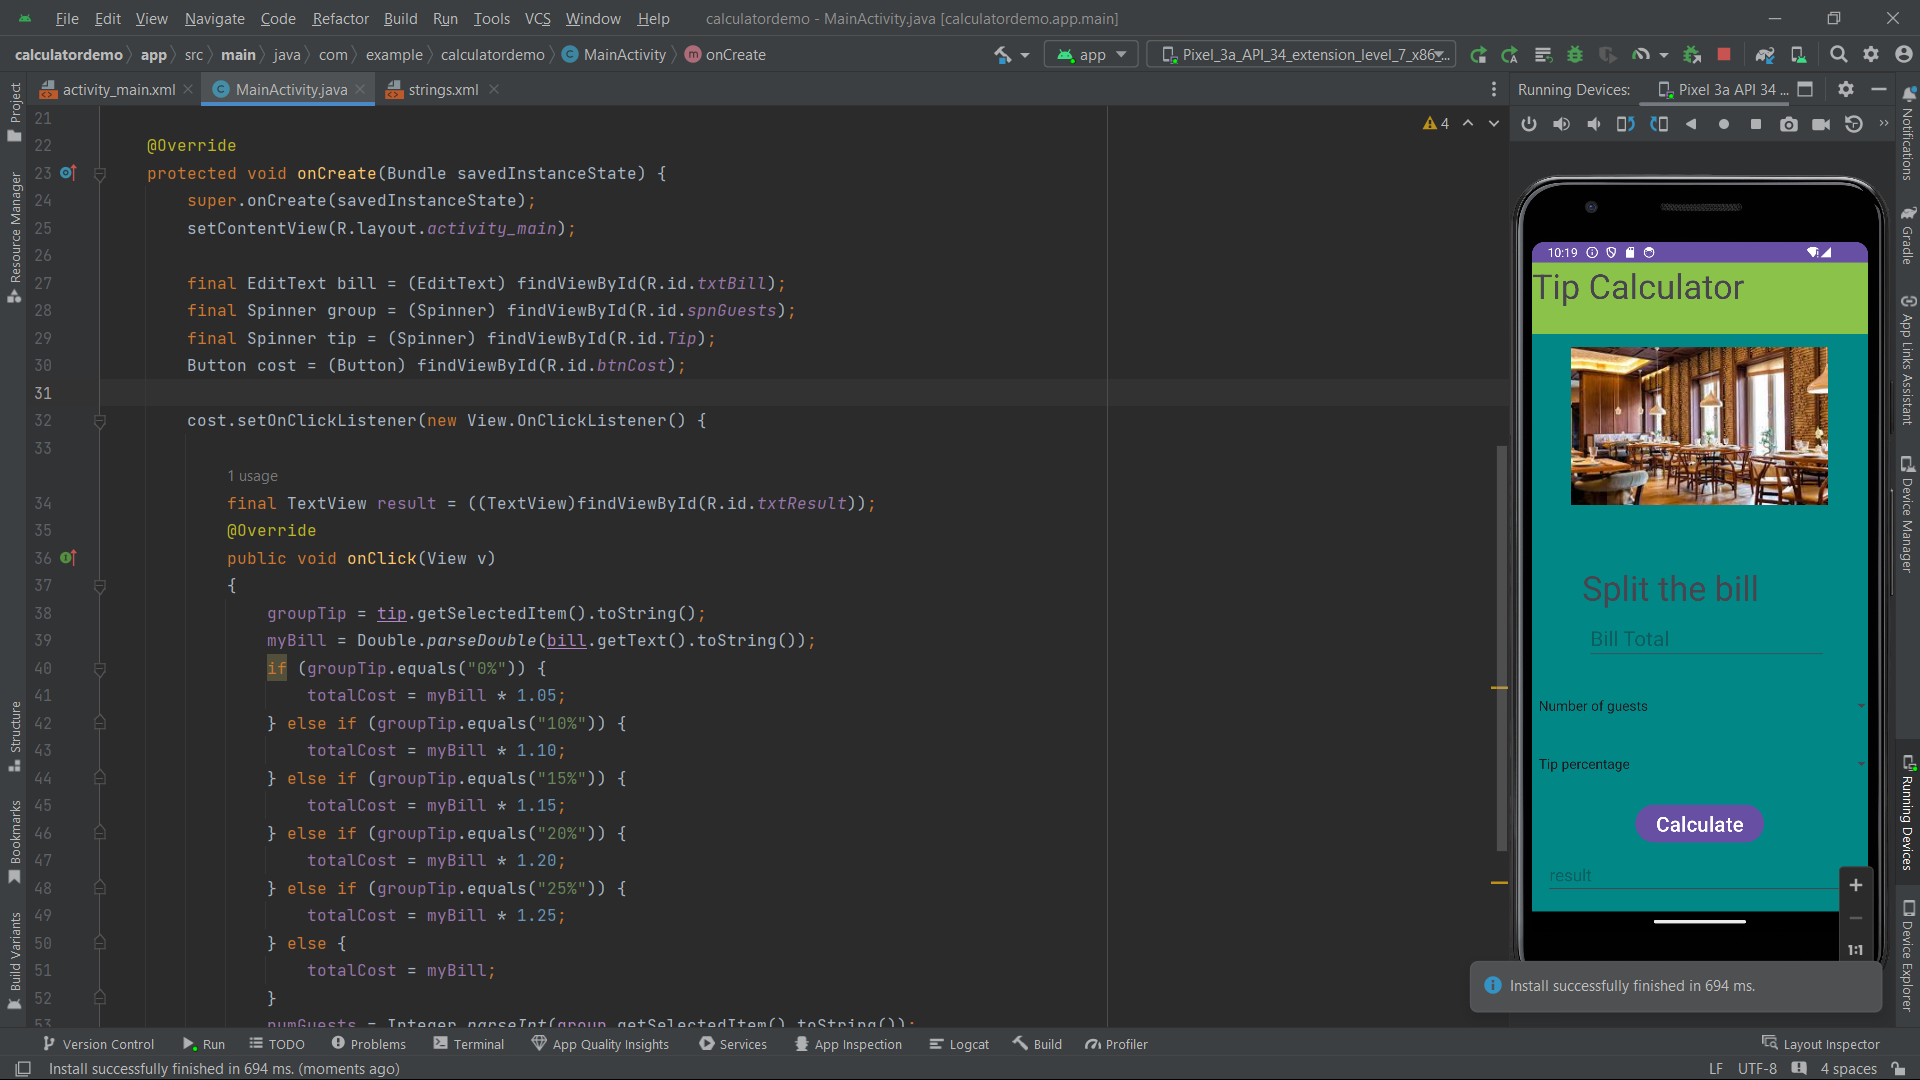 File Edit View Navigate Code Refactor Build Run Tools VCS Window Help calculatordemo - MainActivity.java [calculatordemo.app.main]
calculatordemo app src main java com example calculatordemo MainActivity onCreate app Pixel_3a_API_34_extension_level_7_x86...
activity_main.xml MainActivity.java strings.xml Running Devices: Pixel 3a API 34 ...
Project
Resource Manager
Structure
Bookmarks
Build Variants
4
21
22 @Override
23 protected void onCreate(Bundle savedInstanceState) {
24 super.onCreate(savedInstanceState);
25 setContentView(R.layout.activity_main);
26
27 final EditText bill = (EditText) findViewById(R.id.txtBill);
28 final Spinner group = (Spinner) findViewById(R.id.spnGuests);
29 final Spinner tip = (Spinner) findViewById(R.id.Tip);
30 Button cost = (Button) findViewById(R.id.btnCost);
31
32 cost.setOnClickListener(new View.OnClickListener() {
33
1 usage
34 final TextView result = ((TextView)findViewById(R.id.txtResult));
35 @Override
36 public void onClick(View v)
37 {
38 groupTip = tip.getSelectedItem().toString();
39 myBill = Double.parseDouble(bill.getText().toString());
40 if (groupTip.equals("0%")) {
41 totalCost = myBill * 1.05;
42 } else if (groupTip.equals("10%")) {
43 totalCost = myBill * 1.10;
44 } else if (groupTip.equals("15%")) {
45 totalCost = myBill * 1.15;
46 } else if (groupTip.equals("20%")) {
47 totalCost = myBill * 1.20;
48 } else if (groupTip.equals("25%")) {
49 totalCost = myBill * 1.25;
50 } else {
51 totalCost = myBill;
52 }
53 numGuests = Integer.parseInt(group.getSelectedItem().toString());
10:19
Tip Calculator
Split the bill
Bill Total
Number of guests
Tip percentage
Calculate
result
+
−
1:1
Notifications
Gradle
App Links Assistant
Device Manager
Running Devices
Device Explorer
Install successfully finished in 694 ms.
Version Control Run TODO Problems Terminal App Quality Insights Services App Inspection Logcat Build Profiler Layout Inspector
Install successfully finished in 694 ms. (moments ago) LF UTF-8 4 spaces